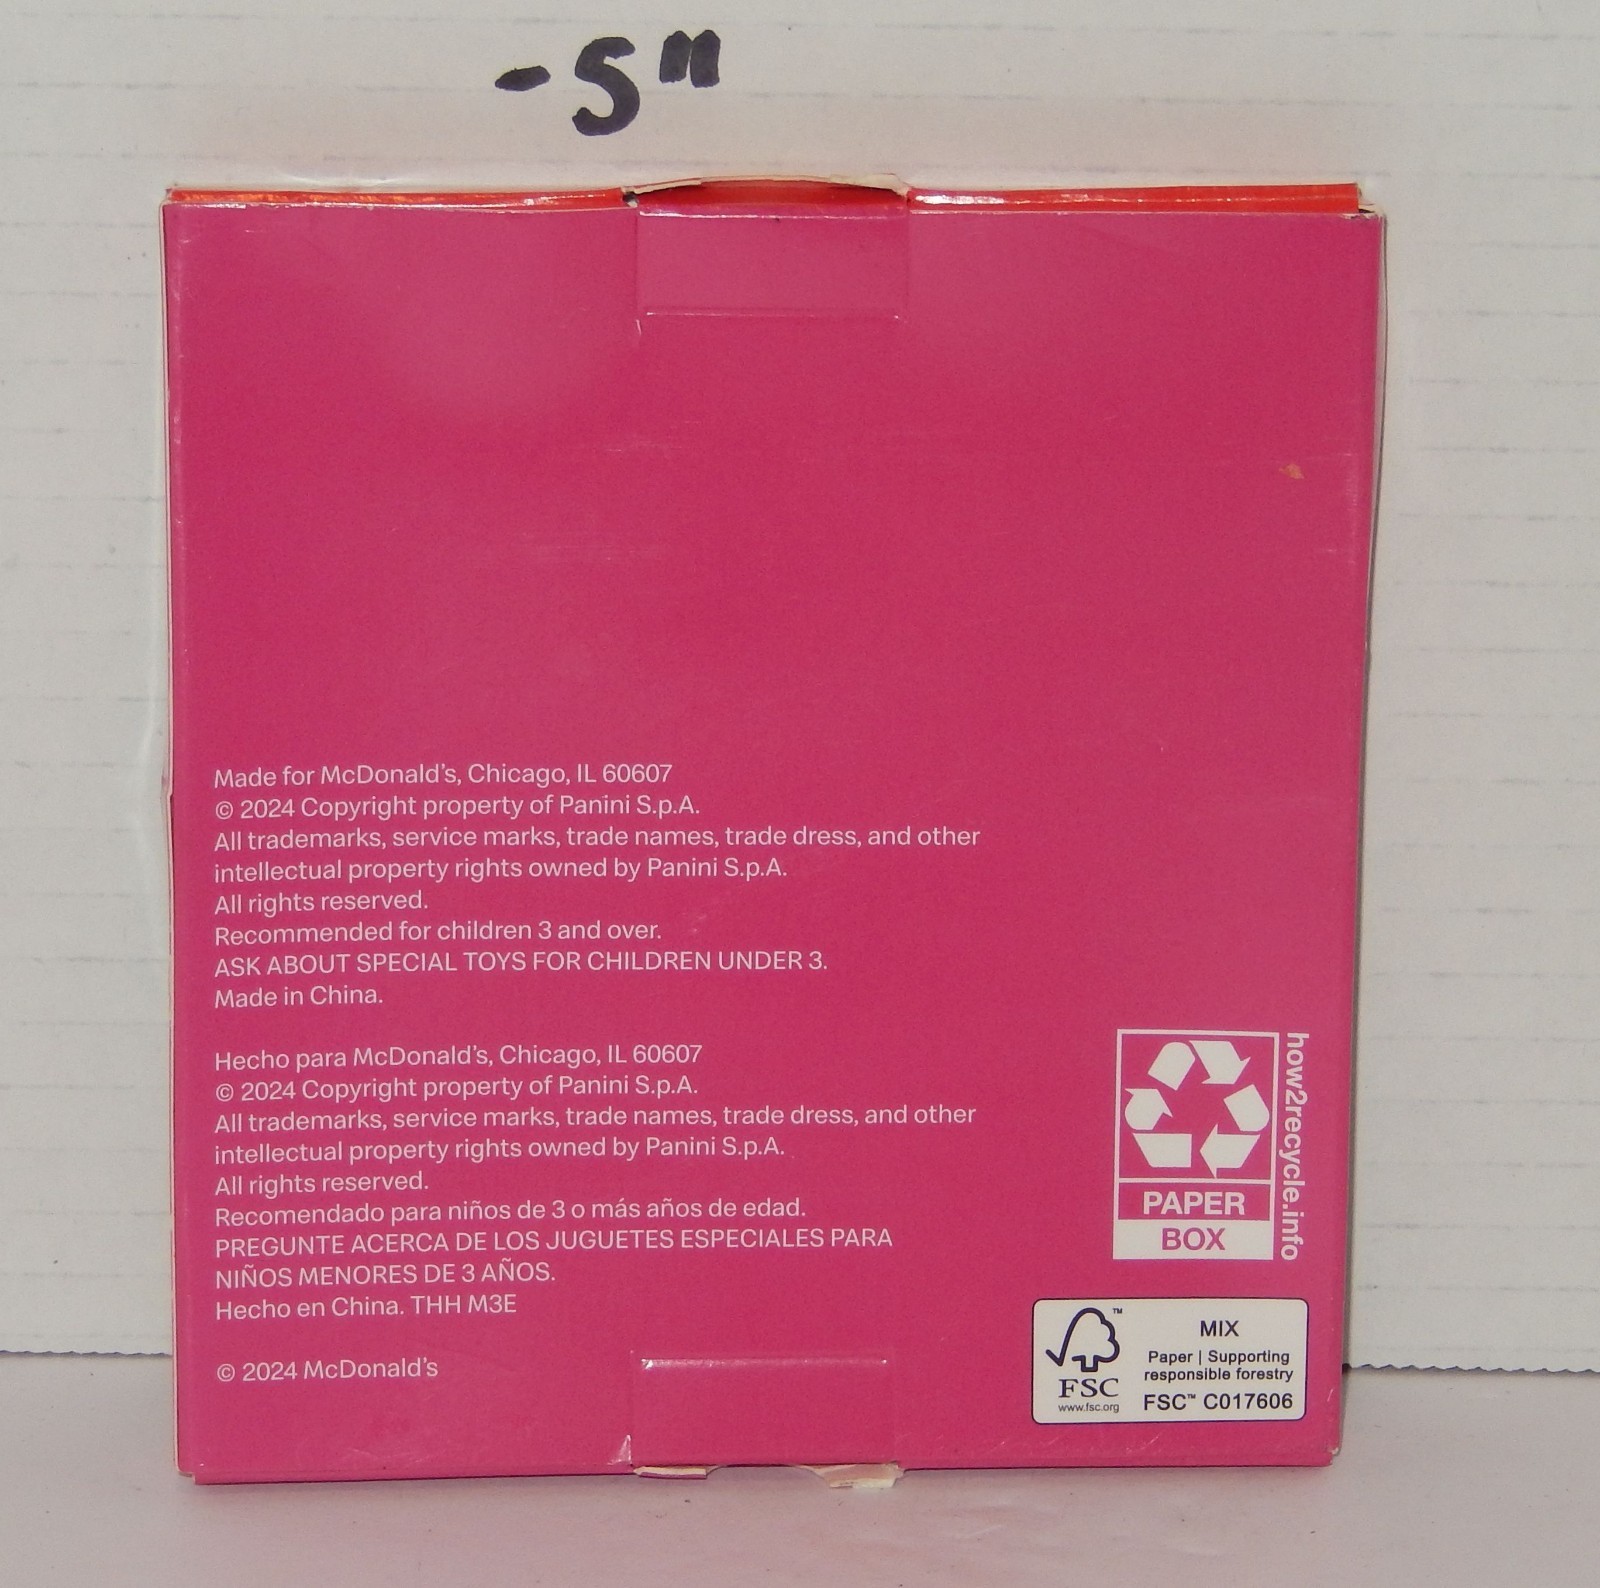 -5"
Made for McDonald's, Chicago, IL 60607
© 2024 Copyright property of Panini S.p.A.
All trademarks, service marks, trade names, trade dress, and other
intellectual property rights owned by Panini S.p.A.
All rights reserved.
Recommended for children 3 and over.
ASK ABOUT SPECIAL TOYS FOR CHILDREN UNDER 3.
Made in China.
Hecho para McDonald's, Chicago, IL 60607
© 2024 Copyright property of Panini S.p.A.
All trademarks, service marks, trade names, trade dress, and other
intellectual property rights owned by Panini S.p.A.
All rights reserved.
Recomendado para niños de 3 o más años de edad.
PREGUNTE ACERCA DE LOS JUGUETES ESPECIALES PARA
NIÑOS MENORES DE 3 AÑOS.
Hecho en China. THH M3E
© 2024 McDonald's
PAPER
BOX
how2recycle.info
™
FSC
www.fsc.org
MIX
Paper | Supporting
responsible forestry
FSC™ C017606